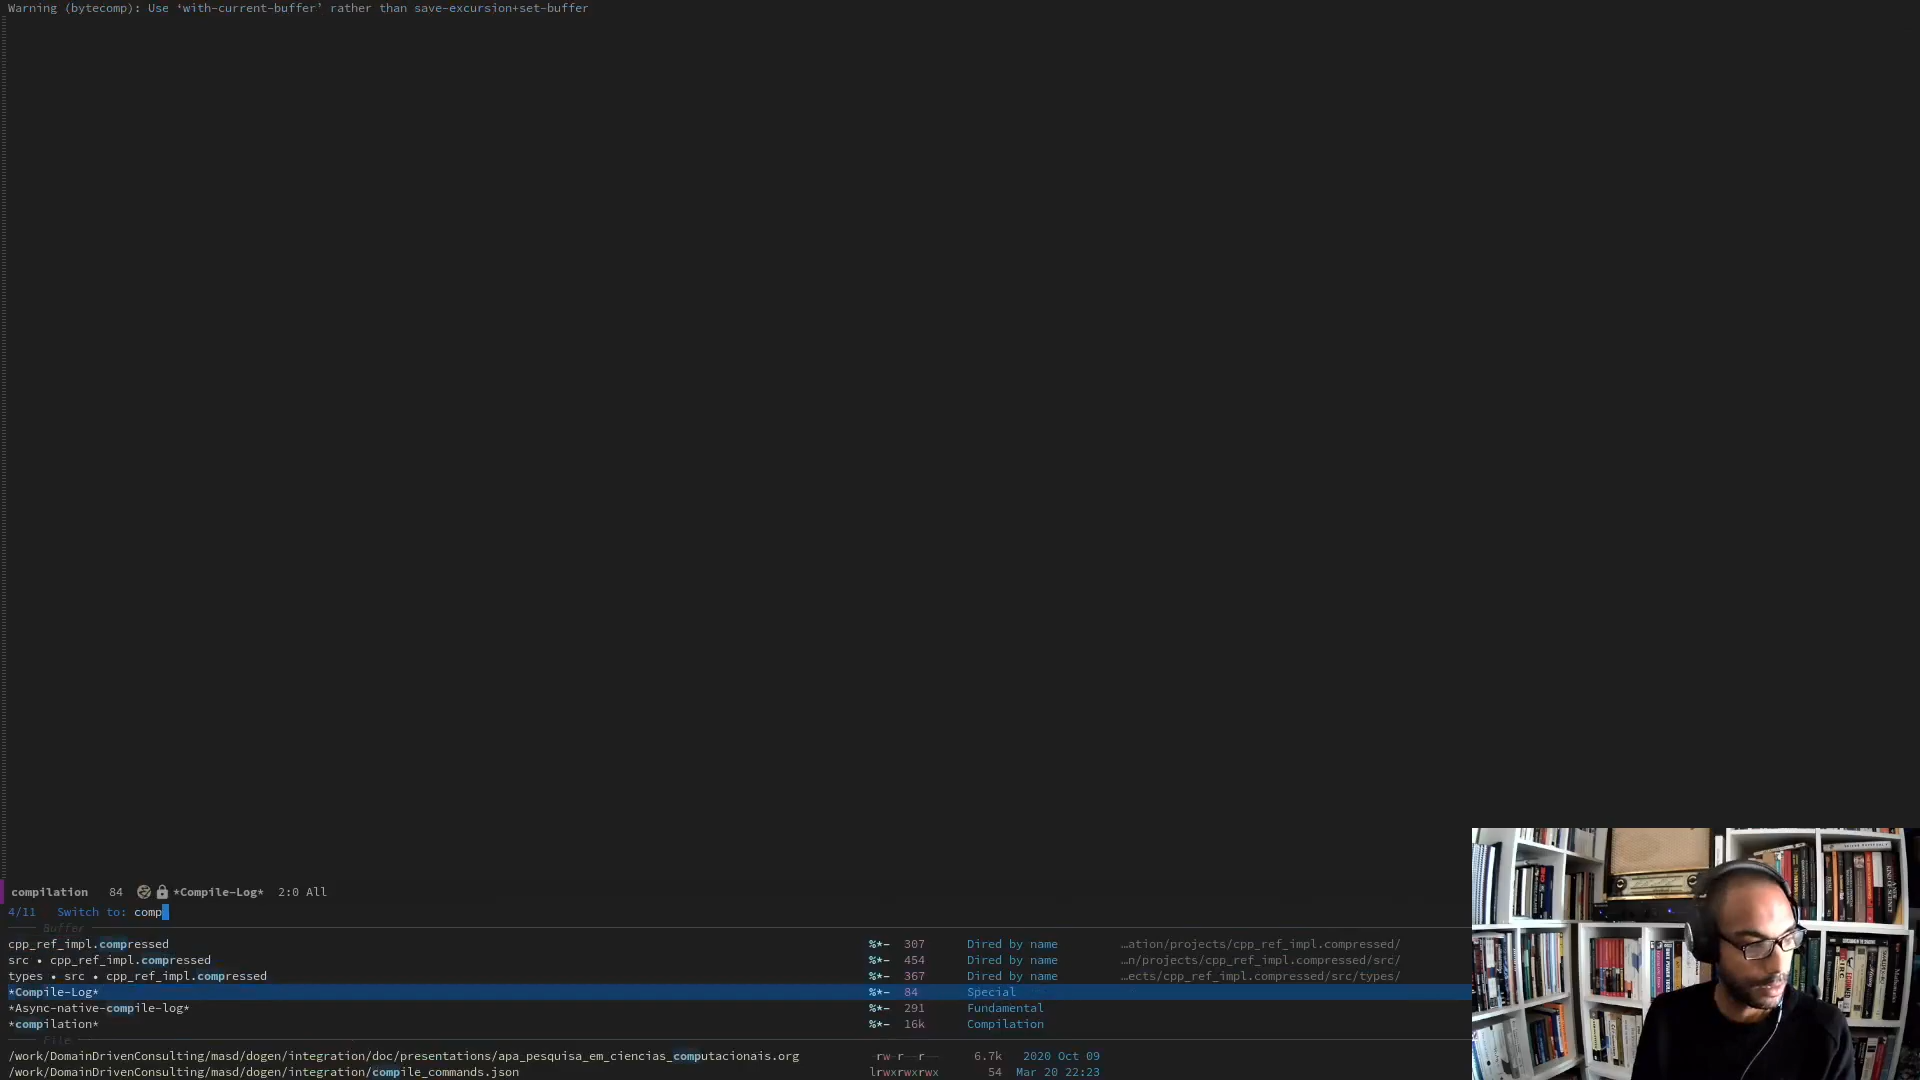 Warning (bytecomp): Use ‘with-current-buffer’ rather than save-excursion+set-buffer
compilation 84 *Compile-Log* 2:0 All
4/11 Switch to: comp
Buffer
cpp_ref_impl.compressed %*- 307 Dired by name …ation/projects/cpp_ref_impl.compressed/
src • cpp_ref_impl.compressed %*- 454 Dired by name …n/projects/cpp_ref_impl.compressed/src/
types • src • cpp_ref_impl.compressed %*- 367 Dired by name …ects/cpp_ref_impl.compressed/src/types/
*Compile-Log* %*- 84 Special
*Async-native-compile-log* %*- 291 Fundamental
*compilation* %*- 16k Compilation
File
/work/DomainDrivenConsulting/masd/dogen/integration/doc/presentations/apa_pesquisa_em_ciencias_computacionais.org -rw-r--r-- 6.7k 2020 Oct 09
/work/DomainDrivenConsulting/masd/dogen/integration/compile_commands.json lrwxrwxrwx 54 Mar 20 22:23